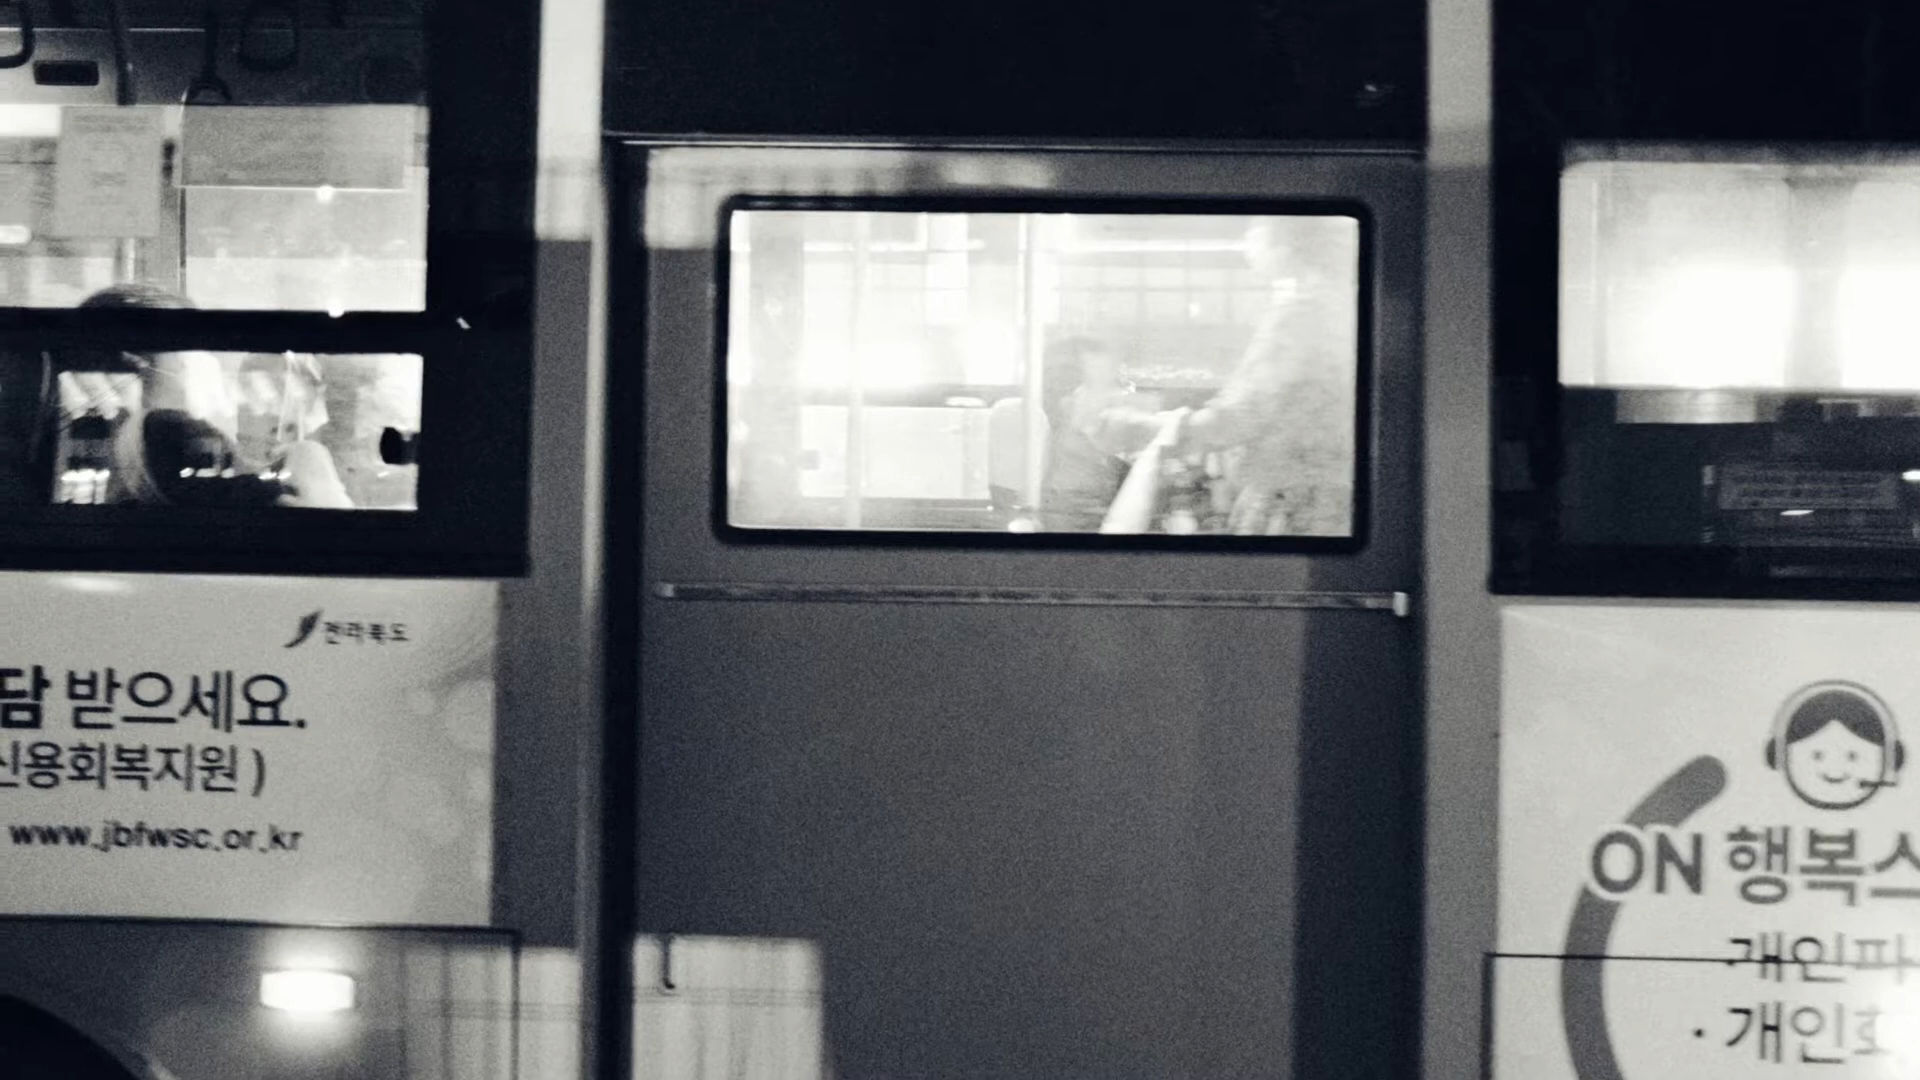 전라북도
담 받으세요.
신용회복지원 )
www.jbfwsc.or.kr
ON 행복스
개인파
· 개인회